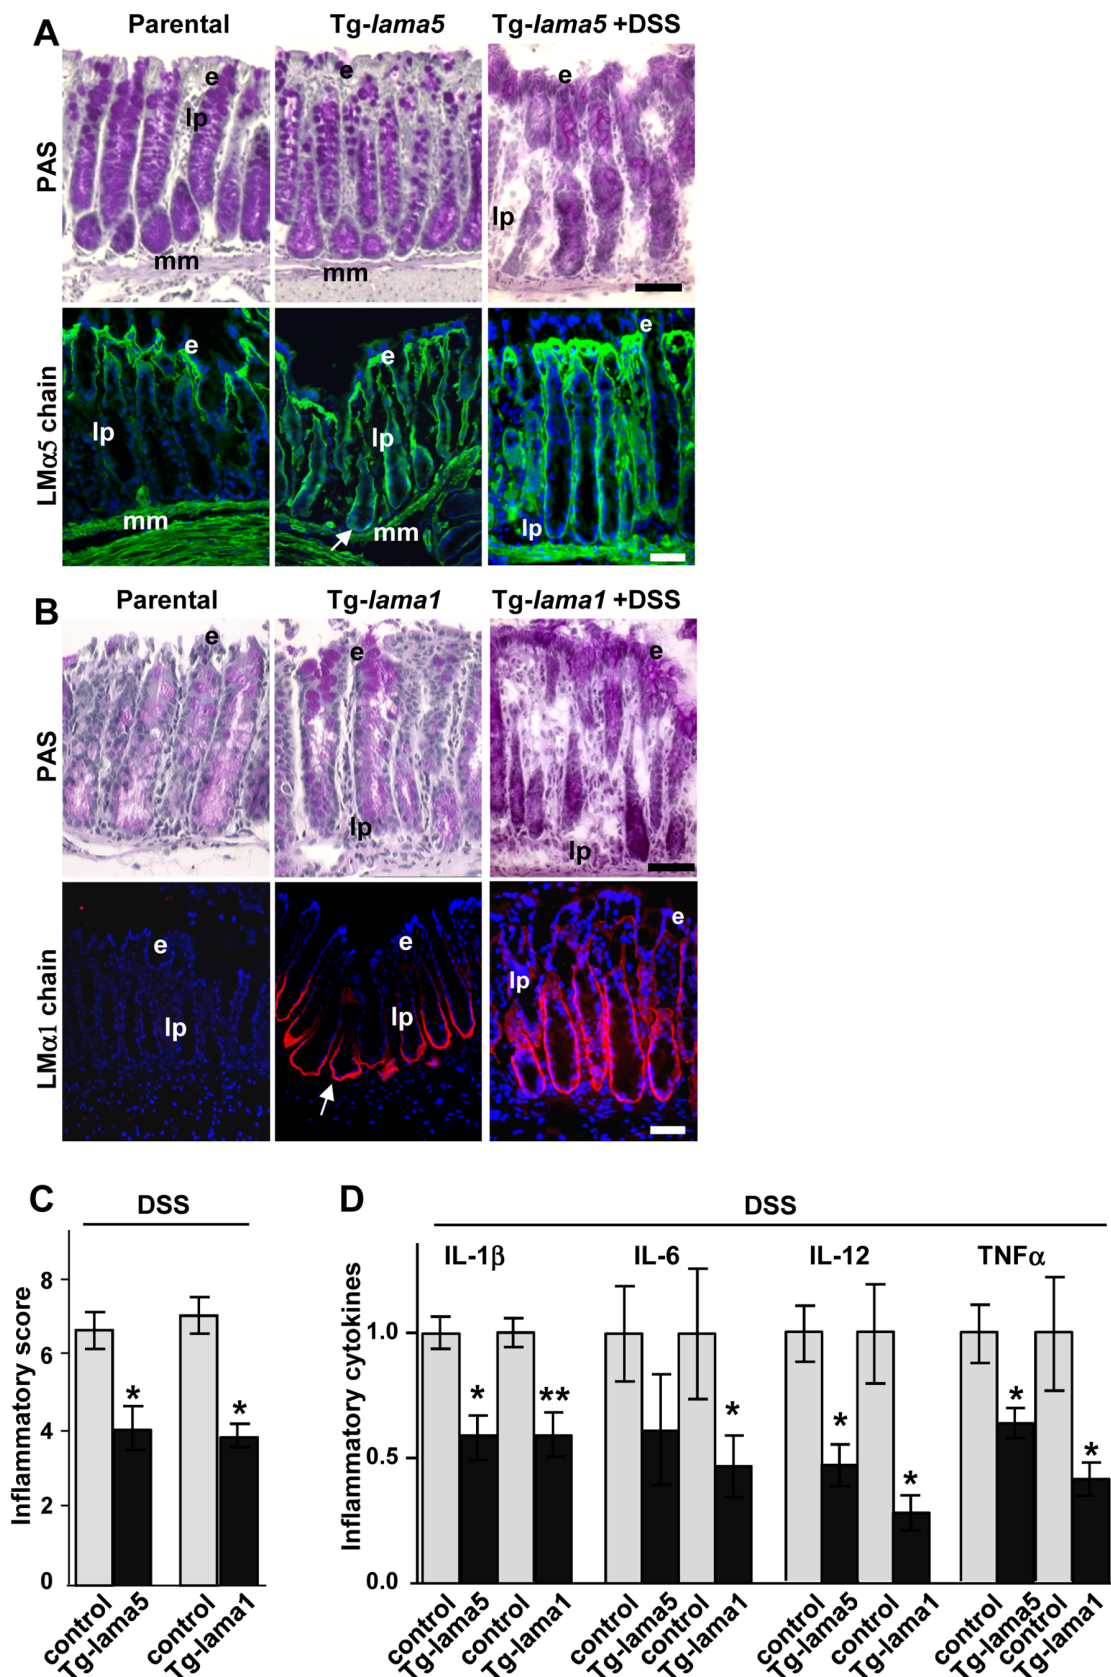 A
Parental Tg-lama5 Tg-lama5 +DSS
PAS
e lp mm
e mm
e lp
LMα5 chain
e lp mm
e lp mm
e lp
B
Parental Tg-lama1 Tg-lama1 +DSS
PAS
e
e lp
e lp
LMα1 chain
e lp
e lp
e lp
C
DSS
Inflammatory score
8
6
4
2
0
* *
control Tg-lama5 control Tg-lama1
D
DSS
IL-1β IL-6 IL-12 TNFα
Inflammatory cytokines
1.0
0.5
0.0
* ** * * * * *
control Tg-lama5 control Tg-lama1 control Tg-lama5 control Tg-lama1 control Tg-lama5 control Tg-lama1 control Tg-lama5 control Tg-lama1